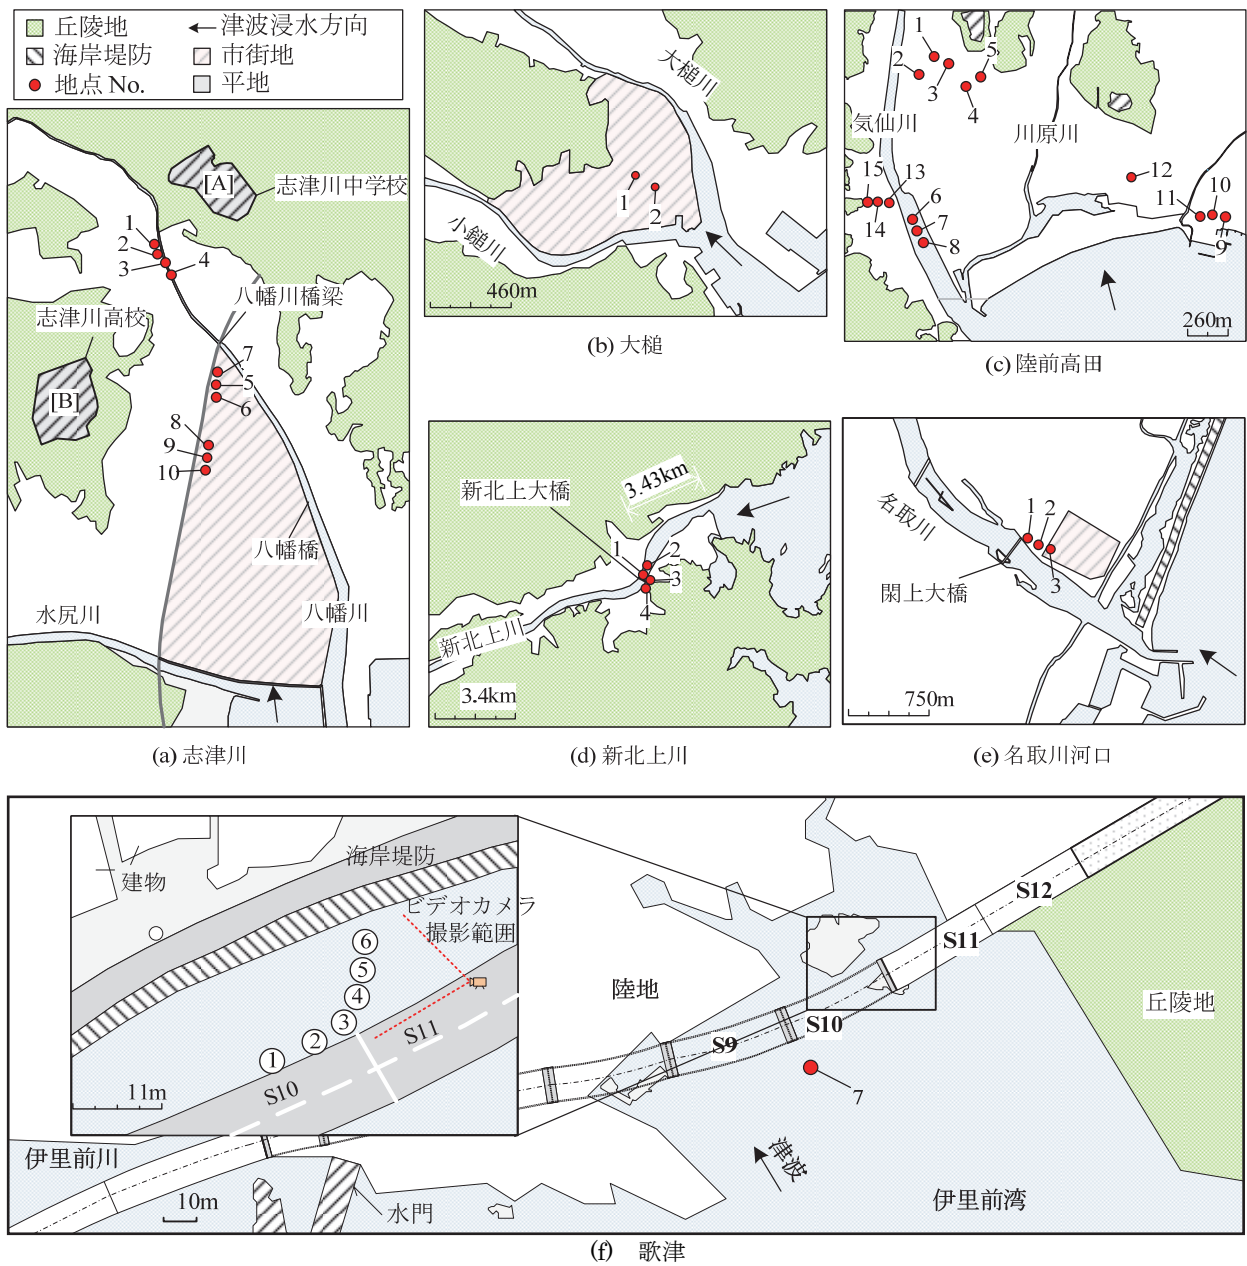 丘陵地
津波浸水方向
海岸堤防
市街地
地点 No.
平地
[A]
志津川中学校
1
2
3
4
八幡川橋梁
志津川高校
[B]
7
5
6
8
9
10
八幡橋
水尻川
八幡川
(a) 志津川
大槌川
1
2
小鎚川
460m
(b) 大槌
1
2
3
4
5
気仙川
川原川
15
13
14
6
7
8
12
11
10
9
260m
(c) 陸前高田
3.43km
新北上大橋
1
2
3
4
新北上川
3.4km
(d) 新北上川
名取川
1
2
3
閖上大橋
750m
(e) 名取川河口
建物
海岸堤防
ビデオカメラ
撮影範囲
⑥
⑤
④
③
②
①
S11
S10
11m
S12
S11
S10
S9
陸地
丘陵地
7
津波
伊里前川
伊里前湾
10m
水門
(f) 歌津